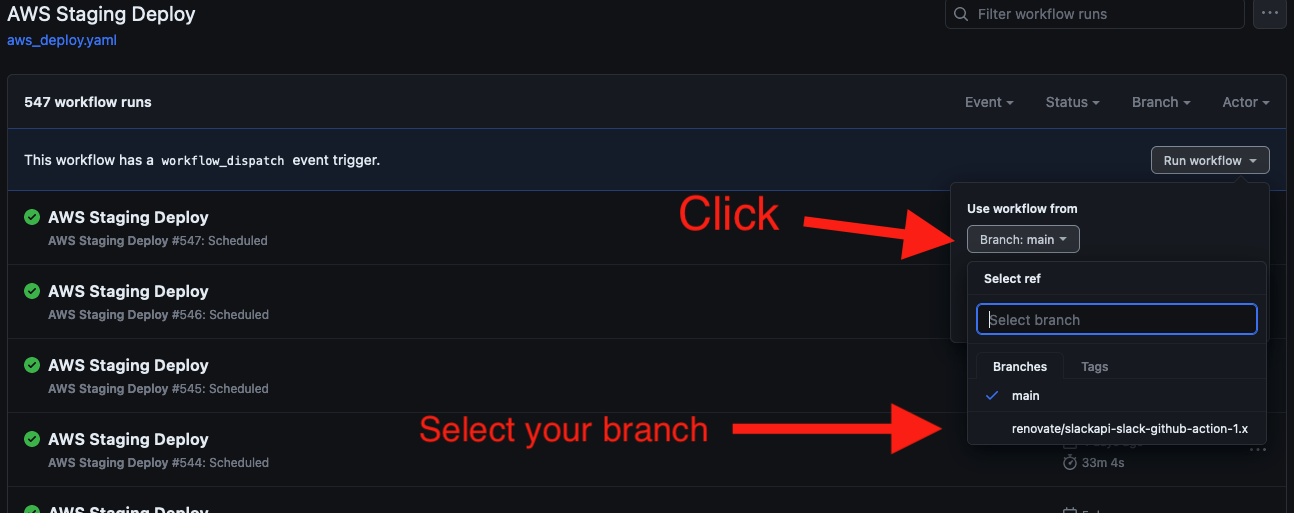 AWS Staging Deploy
Filter workflow runs
aws_deploy.yaml
547 workflow runs
Event
Status
Branch
Actor
This workflow has a workflow_dispatch event trigger.
Run workflow
AWS Staging Deploy
AWS Staging Deploy #547: Scheduled
Click
Use workflow from
Branch: main
Select ref
AWS Staging Deploy
AWS Staging Deploy #546: Scheduled
Select branch
AWS Staging Deploy
AWS Staging Deploy #545: Scheduled
Branches
Tags
main
Select your branch
renovate/slackapi-slack-github-action-1.x
AWS Staging Deploy
AWS Staging Deploy #544: Scheduled
33m 4s
AWS Staging Deploy